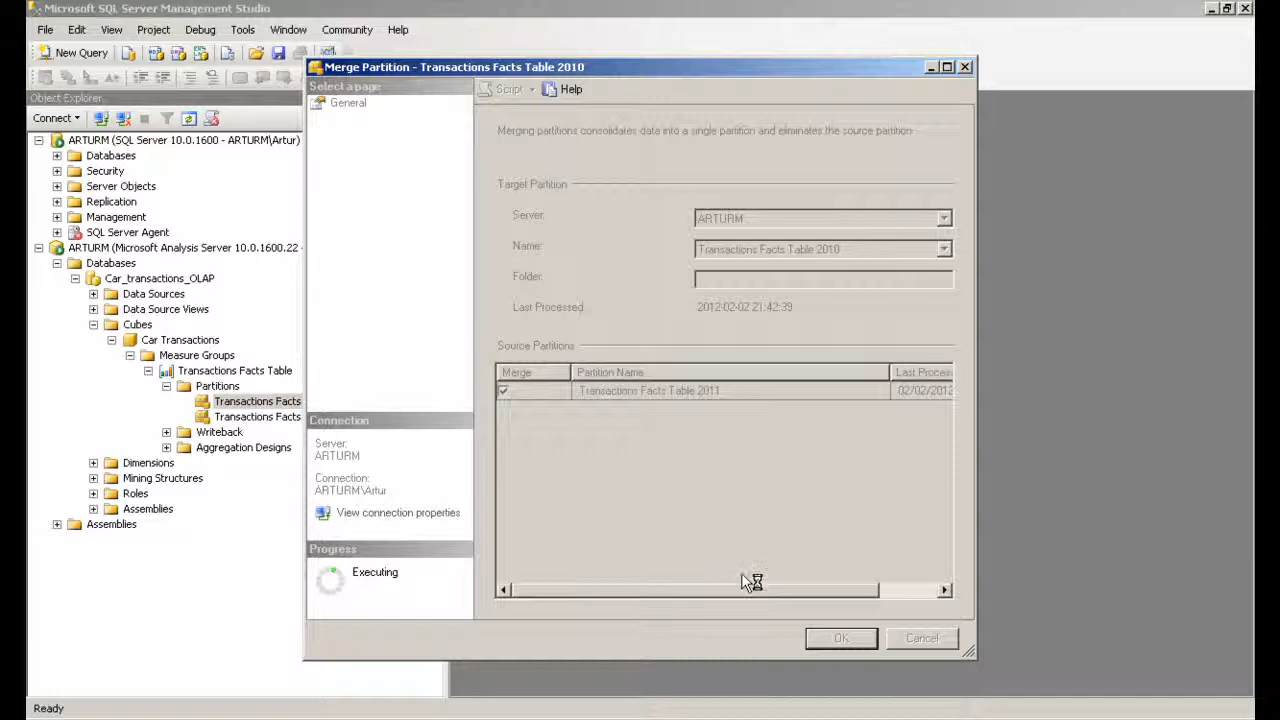 Microsoft SQL Server Management Studio
File Edit View Project Debug Tools Window Community Help
New Query
Object Explorer
Connect
ARTURM (SQL Server 10.0.1600 - ARTURM\Artur)
Databases
Security
Server Objects
Replication
Management
SQL Server Agent
ARTURM (Microsoft Analysis Server 10.0.1600.22 -
Databases
Car_transactions_OLAP
Data Sources
Data Source Views
Cubes
Car Transactions
Measure Groups
Transactions Facts Table
Partitions
Transactions Facts
Transactions Facts
Writeback
Aggregation Designs
Dimensions
Mining Structures
Roles
Assemblies
Assemblies
Merge Partition - Transactions Facts Table 2010
Select a page
General
Script Help
Merging partitions consolidates data into a single partition and eliminates the source partition
Target Partition
Server: ARTURM
Name: Transactions Facts Table 2010
Folder:
Last Processed 2012-02-02 21:42:39
Source Partitions
Merge Partition Name Last Process
Transactions Facts Table 2011 02/02/2012
Connection
Server:
ARTURM
Connection:
ARTURM\Artur
View connection properties
Progress
Executing
OK Cancel
Ready